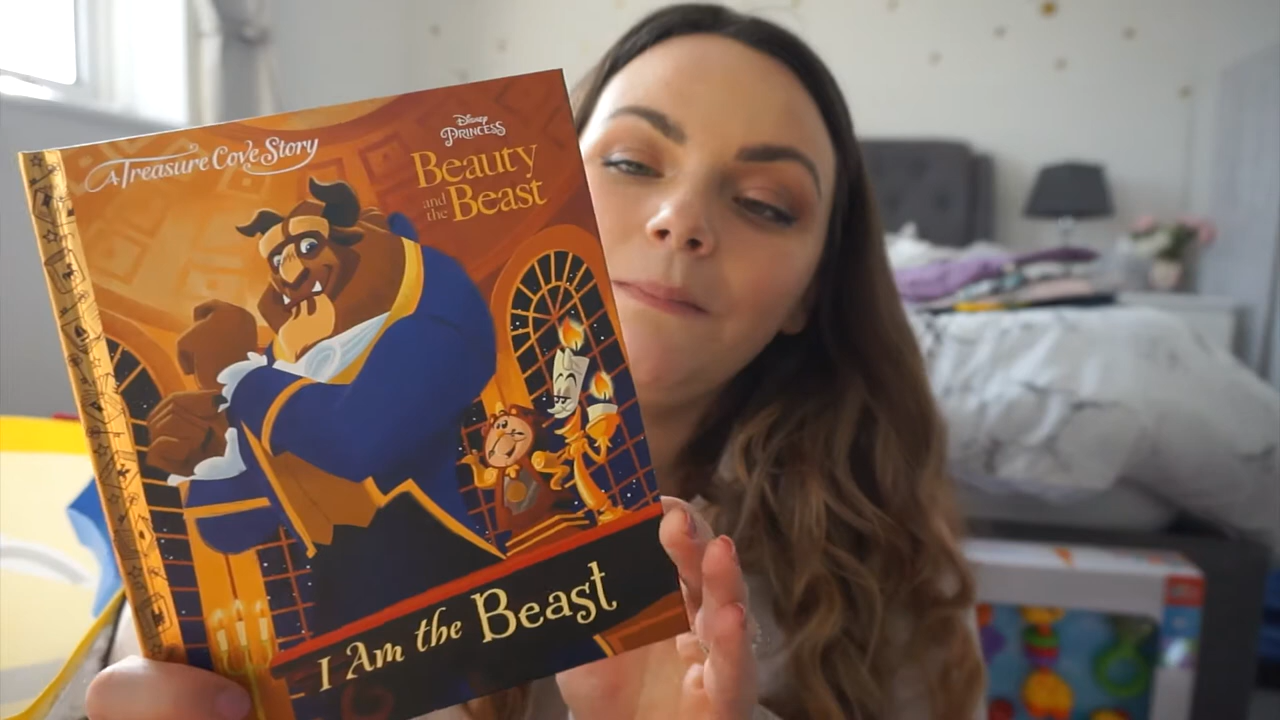 A Treasure Cove Story
Disney
PRINCESS
Beauty
and the Beast
I Am the Beast